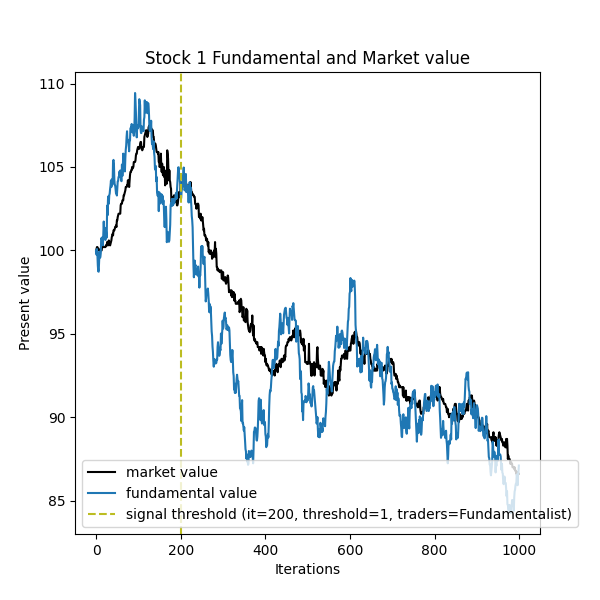 Stock 1 Fundamental and Market value
Present value
110
105
100
95
90
85
market value
fundamental value
signal threshold (it=200, threshold=1, traders=Fundamentalist)
0 200 400 600 800 1000
Iterations